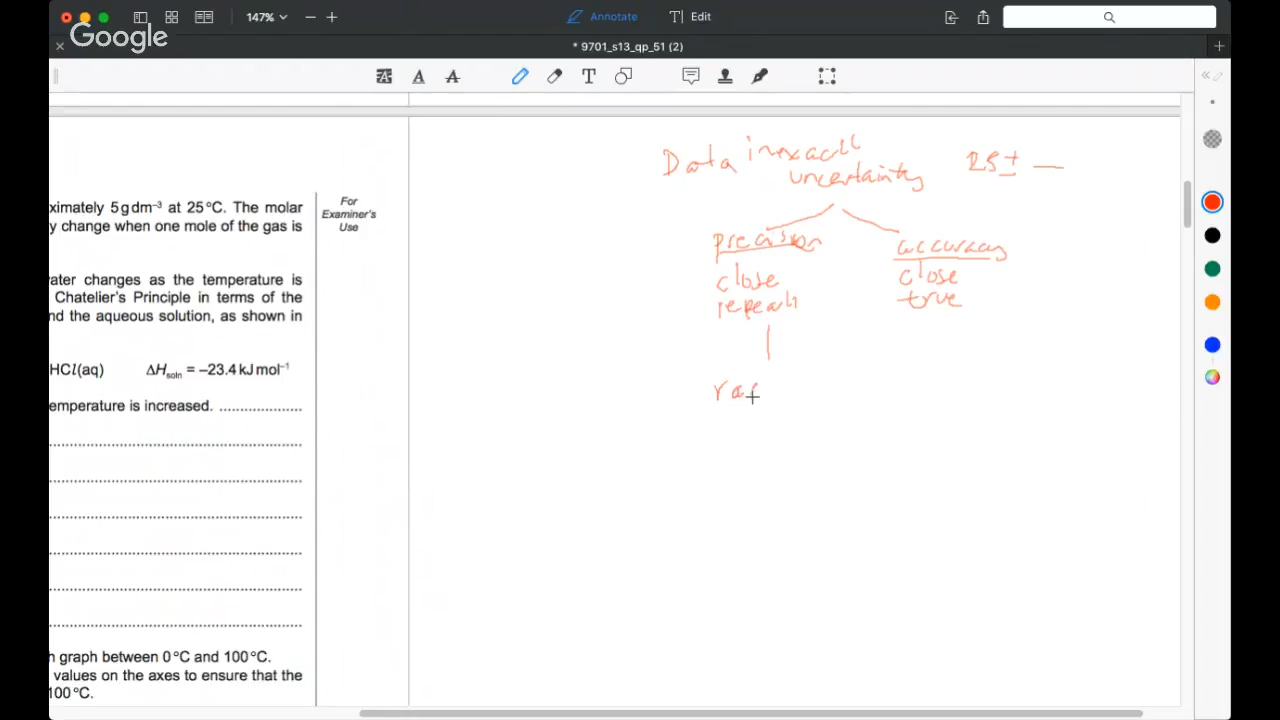 147%
Annotate
Edit
Google
* 9701_s13_qp_51 (2)
Data inexact
uncertainty 25 ± __
precision accuracy
close close
repeat true
For
Examiner's
Use
ximately 5 g dm⁻³ at 25 °C. The molar
y change when one mole of the gas is
ater changes as the temperature is
Chatelier's Principle in terms of the
nd the aqueous solution, as shown in
HCl(aq) ΔHsoln = –23.4 kJ mol⁻¹
emperature is increased. ....................
h graph between 0 °C and 100 °C.
values on the axes to ensure that the
100 °C.